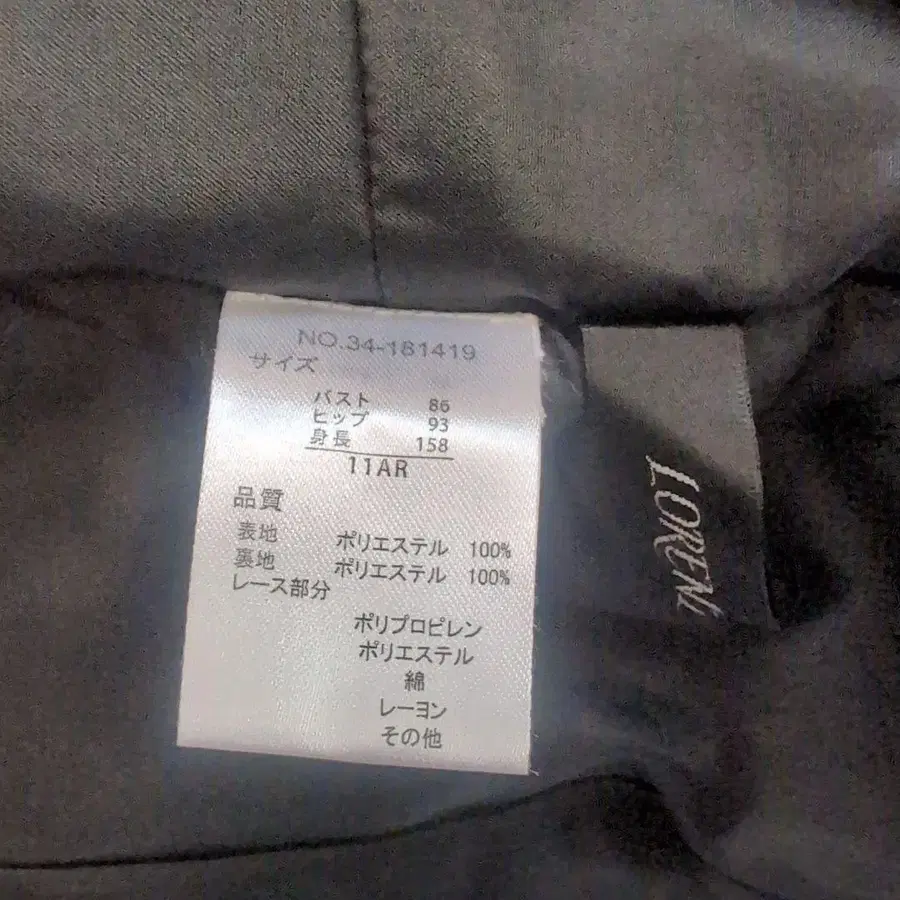 NO.34-181419
サイズ
バスト 86
ヒップ 93
身長 158
11AR
品質
表地 ポリエステル 100%
裏地 ポリエステル 100%
レース部分
ポリプロピレン
ポリエステル
綿
レーヨン
その他